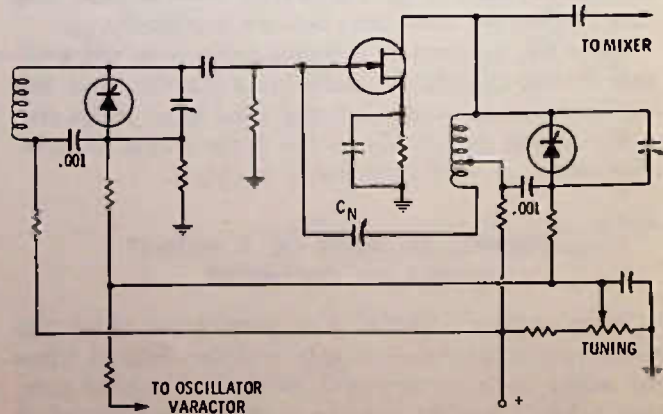 TO MIXER
.001
C_N
.001
TUNING
TO OSCILLATOR
VARACTOR
+